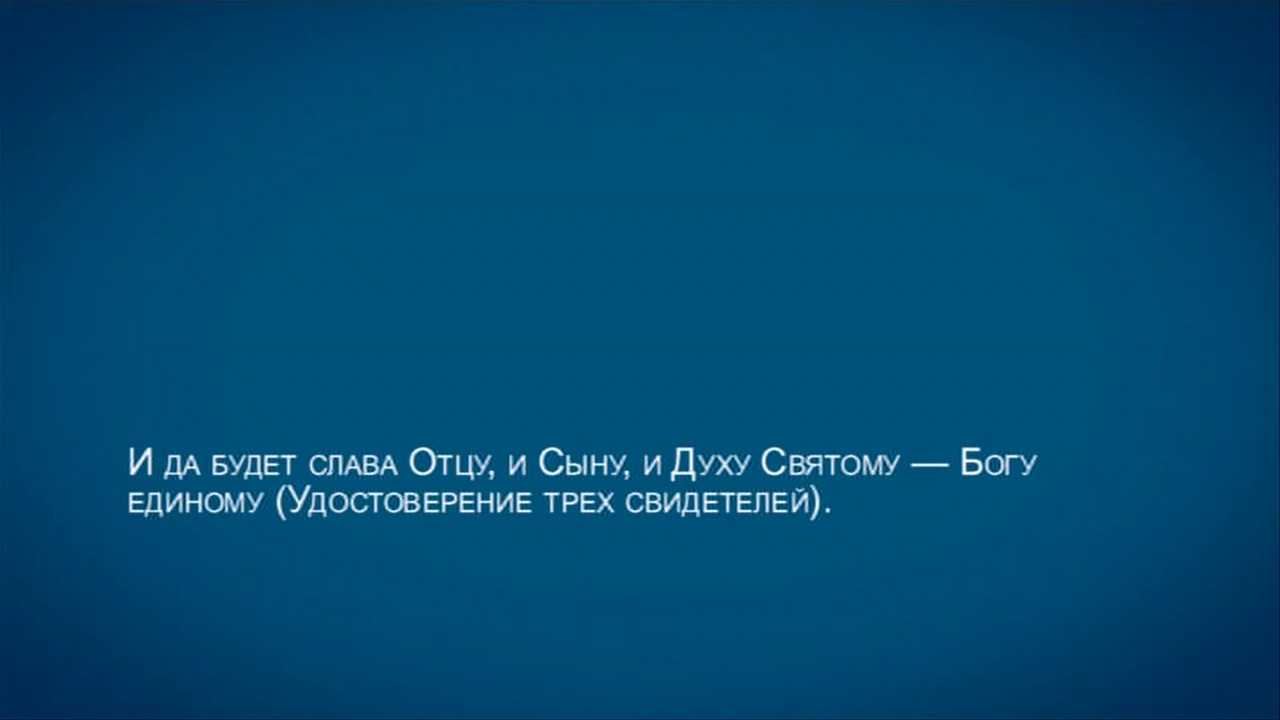 И да будет слава Отцу, и Сыну, и Духу Святому — Богу
единому (Удостоверение трех свидетелей).